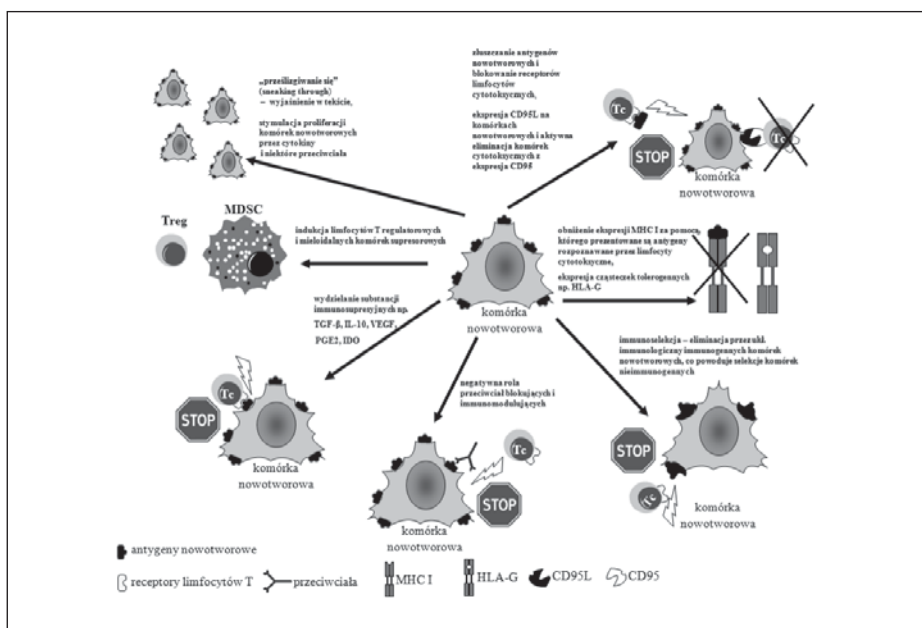 „prześlizgiwanie się"
(sneaking through)
– wyjaśnienie w tekście,
stymulacja proliferacji
komórek nowotworowych
przez cytokiny
i niektóre przeciwciała
złuszczanie antygenów
nowotworowych i
blokowanie receptorów
limfocytów
cytotoksycznych,
ekspresja CD95L na
komórkach
nowotworowych i aktywna
eliminacja komórek
cytotoksycznych z
ekspresja CD95
Tc
STOP
Tc
komórka
nowotworowa
Treg
MDSC
indukcja limfocytów T regulatorowych
i mieloidalnych komórek supresorowych
obniżenie ekspresji MHC I za pomocą
którego prezentowane są antygeny
rozpoznawane przez limfocyty
cytotoksyczne,
ekspresja cząsteczek tolerogennych
np. HLA-G
komórka
nowotworowa
wydzielanie substancji
immunosupresyjnych np.
TGF-β, IL-10, VEGF,
PGE2, IDO
immunoselekcja – eliminacja przez ukł.
immunologiczny immunogennych komórek
nowotworowych, co powoduje selekcje komórek
nieimmunogennych
negatywna rola
przeciwciał blokujących i
immunomodulujących
Tc
STOP
komórka
nowotworowa
Tc
STOP
komórka
nowotworowa
STOP
Tc
komórka
nowotworowa
antygeny nowotworowe
receptory limfocytów T
przeciwciała
MHC I
HLA-G
CD95L
CD95